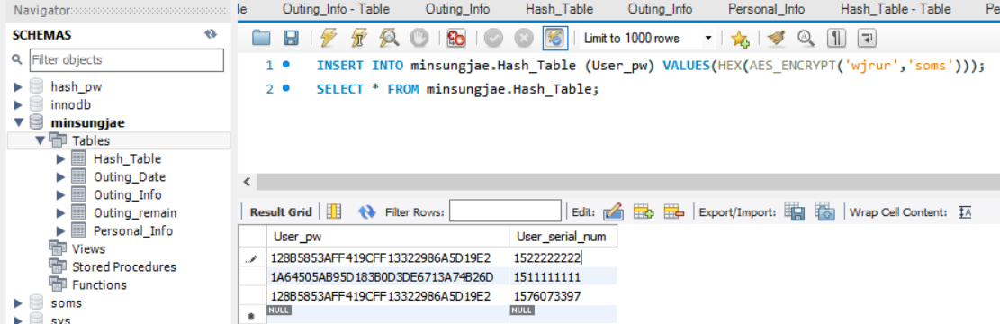 Navigator
le Outing_Info - Table Outing_Info Hash_Table Outing_Info Personal_Info Hash_Table - Table Pe
SCHEMAS
Limit to 1000 rows
Filter objects
hash_pw
innodb
minsungjae
Tables
Hash_Table
Outing_Date
Outing_Info
Outing_remain
Personal_Info
Views
Stored Procedures
Functions
soms
sys
1 INSERT INTO minsungjae.Hash_Table (User_pw) VALUES(HEX(AES_ENCRYPT('wjrur','soms')));
2 SELECT * FROM minsungjae.Hash_Table;
Result Grid Filter Rows: Edit: Export/Import: Wrap Cell Content: IA
User_pw User_serial_num
128B5853AFF419CFF13322986A5D19E2 1522222222
1A64505AB95D183B0D3DE6713A74B26D 1511111111
128B5853AFF419CFF13322986A5D19E2 1576073397
NULL NULL